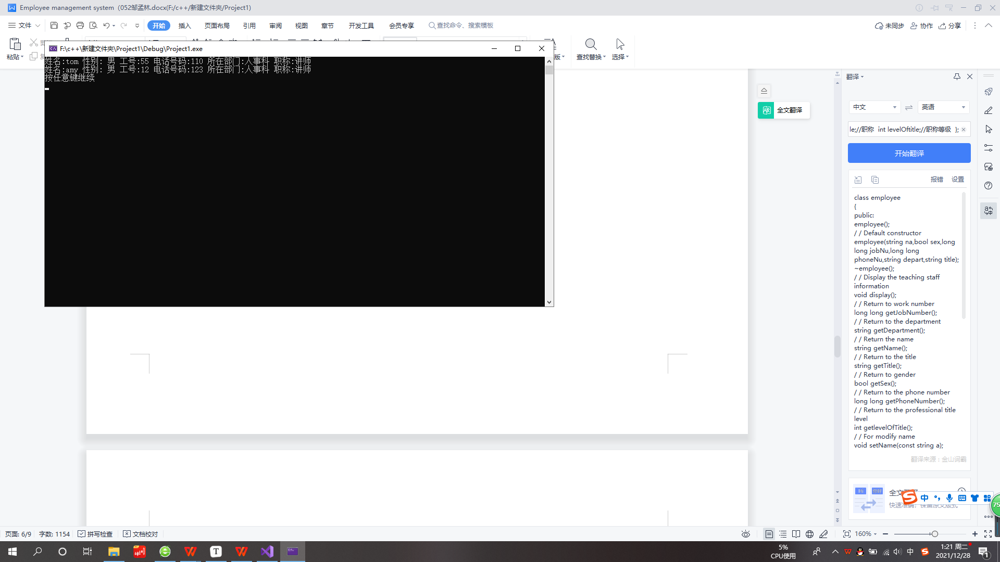 Employee management system（052邹孟林.docx(F:/c++/新建文件夹/Project1)
文件
开始
插入
页面布局
引用
审阅
视图
章节
开发工具
会员专享
查找命令、搜索模板
未同步
协作
分享
粘贴
查找替换
选择
F:\c++\新建文件夹\Project1\Debug\Project1.exe
姓名:tom 性别: 男 工号:55 电话号码:110 所在部门:人事科 职称:讲师
姓名:amy 性别: 男 工号:12 电话号码:123 所在部门:人事科 职称:讲师
按任意键继续
全文翻译
翻译
中文
英语
le;//职称 int levelOftitle;//职称等级 };
开始翻译
报错
设置
class employee
{
public:
employee();
/ / Default constructor
employee(string na,bool sex,long
long jobNu,long long
phoneNu,string depart,string title);
~employee();
/ / Display the teaching staff
information
void display();
/ / Return to work number
long long getJobNumber();
/ / Return to the department
string getDepartment();
/ / Return the name
string getName();
/ / Return to the title
string getTitle();
/ / Return to gender
bool getSex();
/ / Return to the phone number
long long getPhoneNumber();
/ / Return to the professional title
level
int getlevelOfTitle();
/ / For modify name
void setName(const string a);
翻译来源：金山词霸
Hi
你好
中
75
页面: 6/9
字数: 1154
拼写检查
文档校对
160%
5%
CPU使用
中
1:21 周二
2021/12/28
1